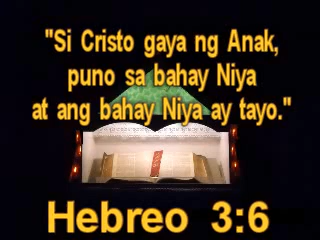 "Si Cristo gaya ng Anak,
puno sa bahay Niya
at ang bahay Niya ay tayo."
Hebreo 3:6